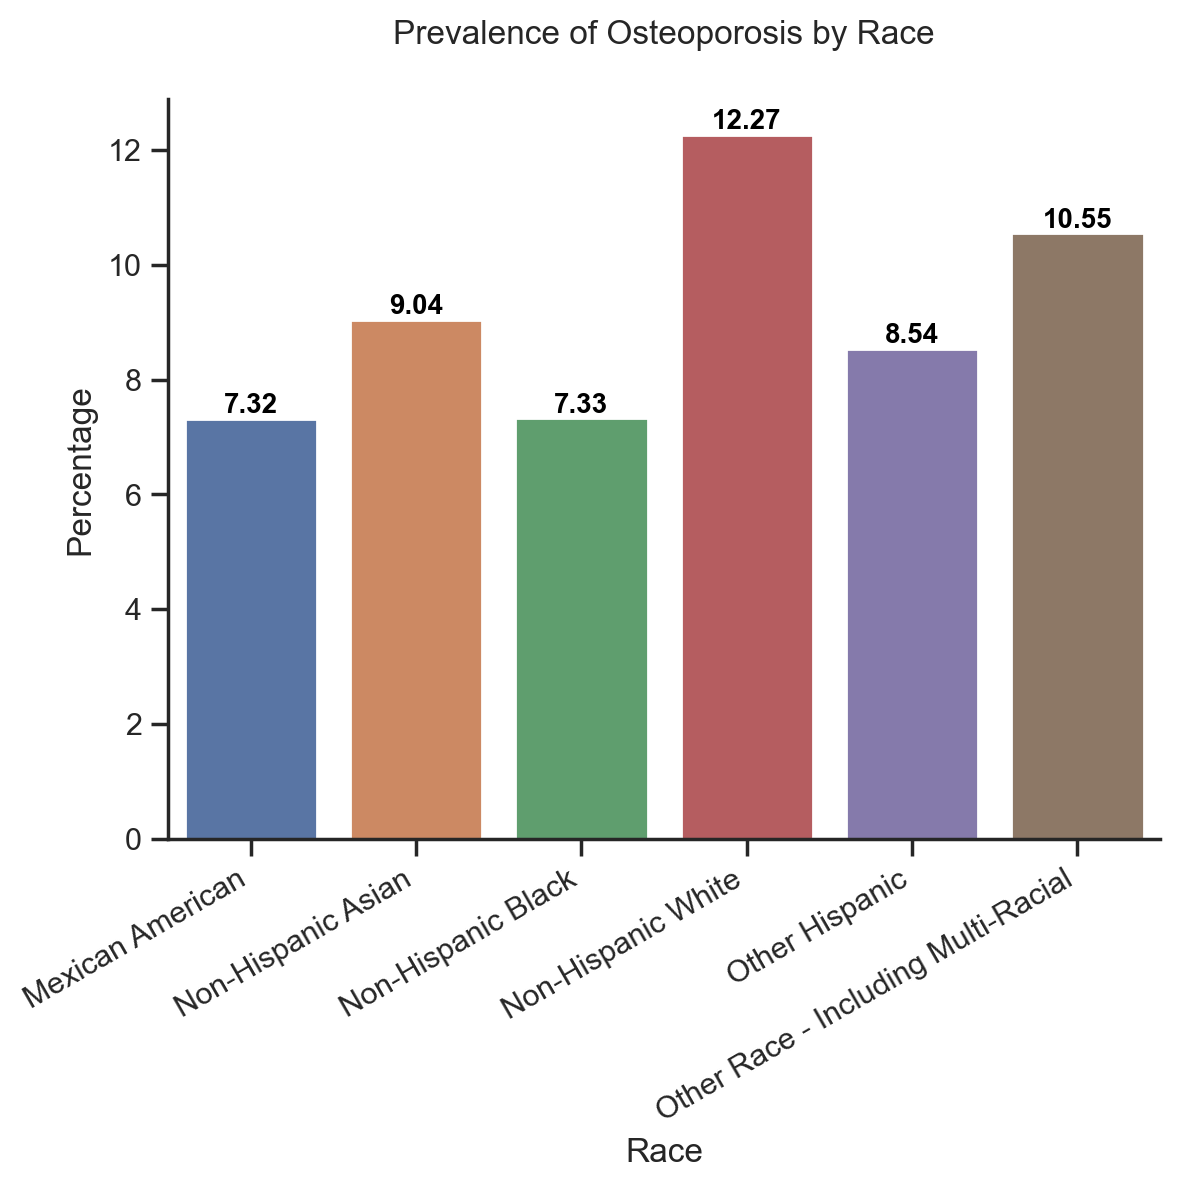 Prevalence of Osteoporosis by Race
12.27
12
10.55
10
9.04
8.54
8
7.32
7.33
6
4
2
0
Percentage
Mexican American
Non-Hispanic Asian
Non-Hispanic Black
Non-Hispanic White
Other Hispanic
Other Race - Including Multi-Racial
Race